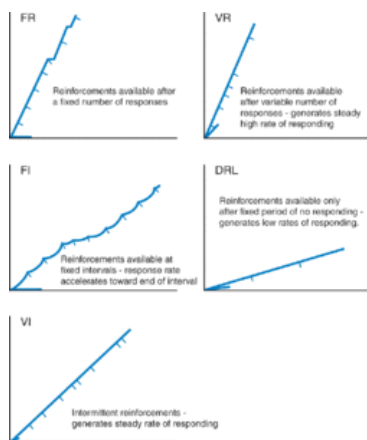 FR
Reinforcements available after
a fixed number of responses
VR
Reinforcements available
after variable number of
responses - generates steady
high rate of responding
FI
Reinforcements available at
fixed intervals - response rate
accelerates toward end of interval
DRL
Reinforcements available only
after fixed period of no responding -
generates low rates of responding.
VI
Intermittent reinforcements -
generates steady rate of responding